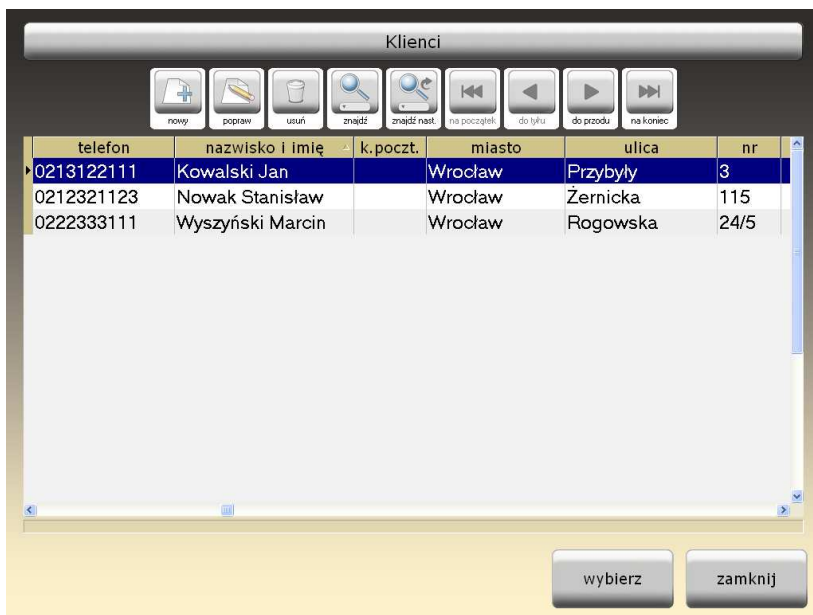 Klienci
nowy popraw usuń znajdź znajdź nast. na początek do tyłu do przodu na koniec
telefon nazwisko i imię k.poczt. miasto ulica nr
0213122111 Kowalski Jan Wrocław Przybyły 3
0212321123 Nowak Stanisław Wrocław Żernicka 115
0222333111 Wyszyński Marcin Wrocław Rogowska 24/5
wybierz zamknij